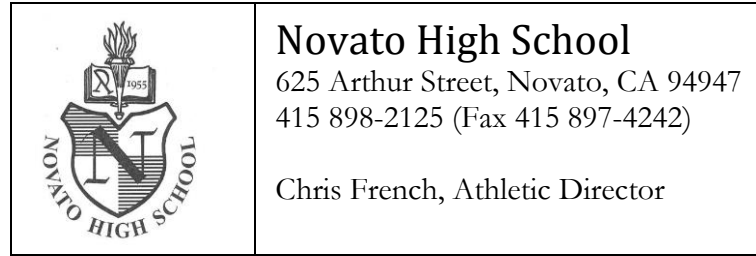 1955
N
NOVATO HIGH SCHOOL
Novato High School
625 Arthur Street, Novato, CA 94947
415 898-2125 (Fax 415 897-4242)
Chris French, Athletic Director